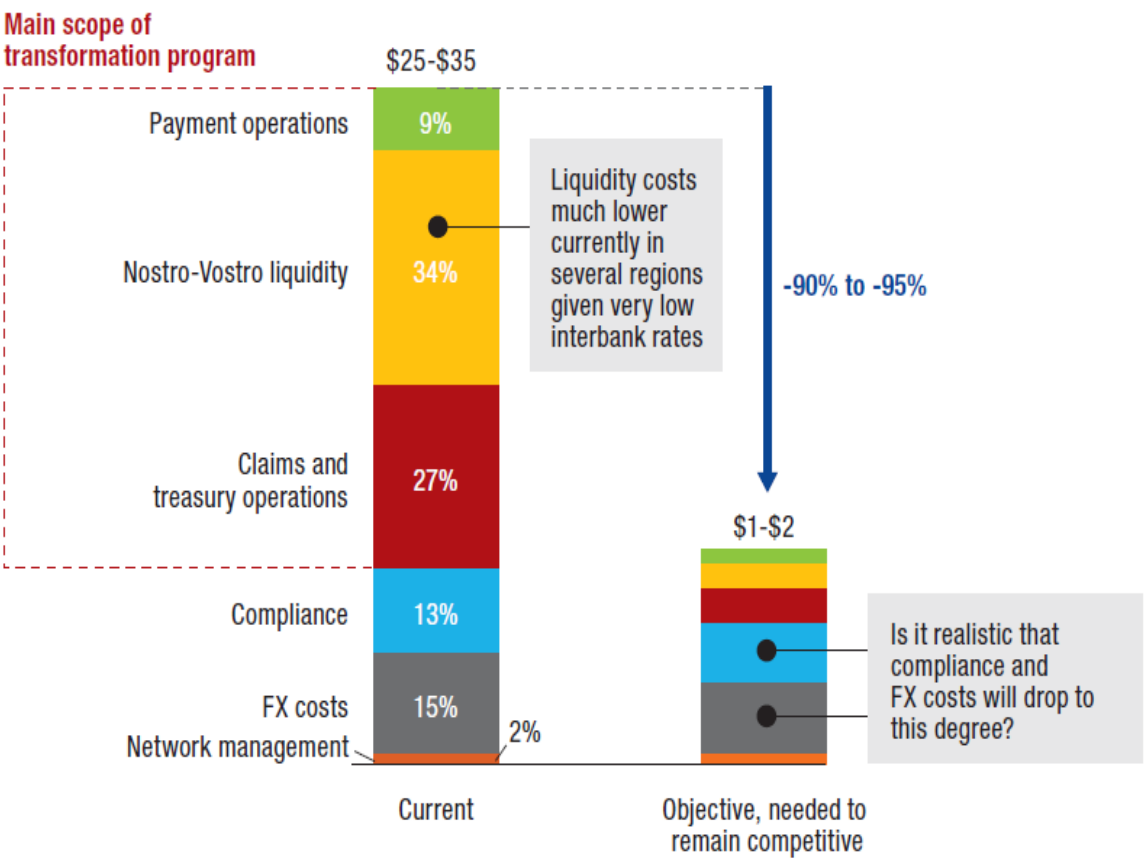 Main scope of
transformation program
$25-$35
Payment operations
9%
Liquidity costs
much lower
currently in
several regions
given very low
interbank rates
Nostro-Vostro liquidity
34%
-90% to -95%
Claims and
treasury operations
27%
$1-$2
Compliance
13%
Is it realistic that
compliance and
FX costs will drop to
this degree?
FX costs
15%
Network management
2%
Current
Objective, needed to
remain competitive